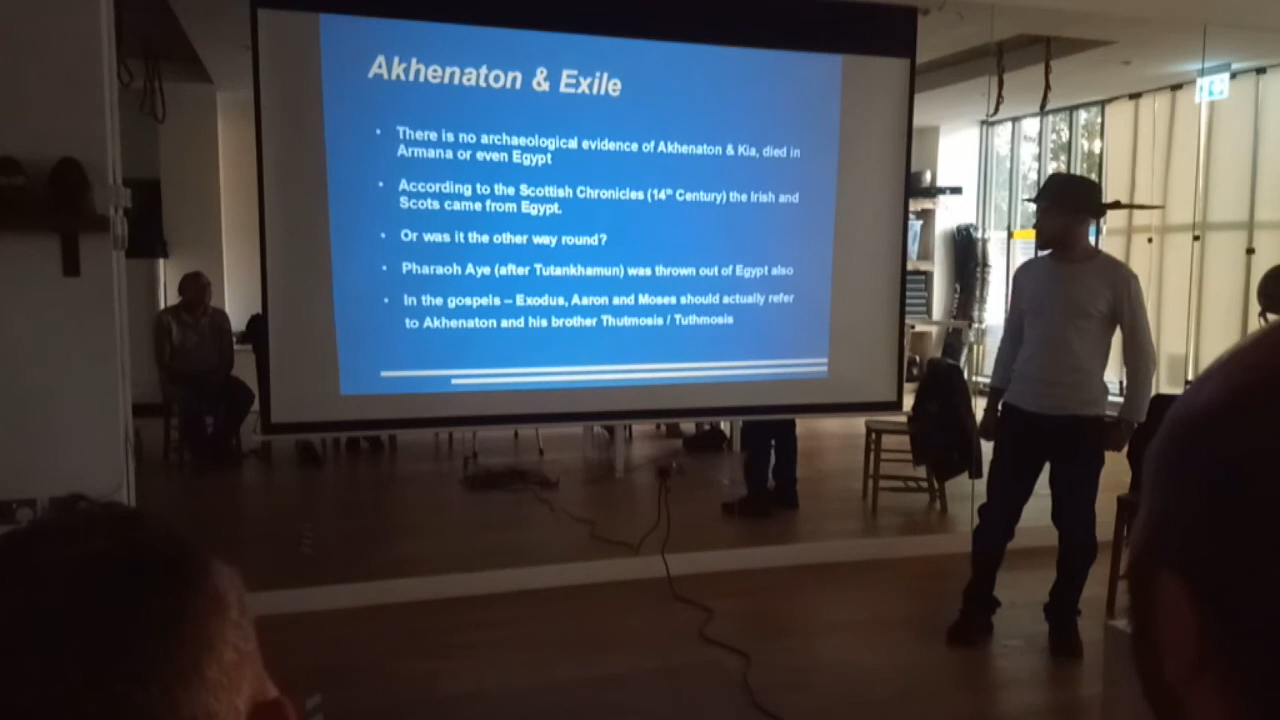 Akhenaton & Exile
• There is no archaeological evidence of Akhenaton & Kia, died in
Armana or even Egypt
• According to the Scottish Chronicles (14th Century) the Irish and
Scots came from Egypt.
• Or was it the other way round?
• Pharaoh Aye (after Tutankhamun) was thrown out of Egypt also
• In the gospels – Exodus, Aaron and Moses should actually refer
to Akhenaton and his brother Thutmosis / Tuthmosis